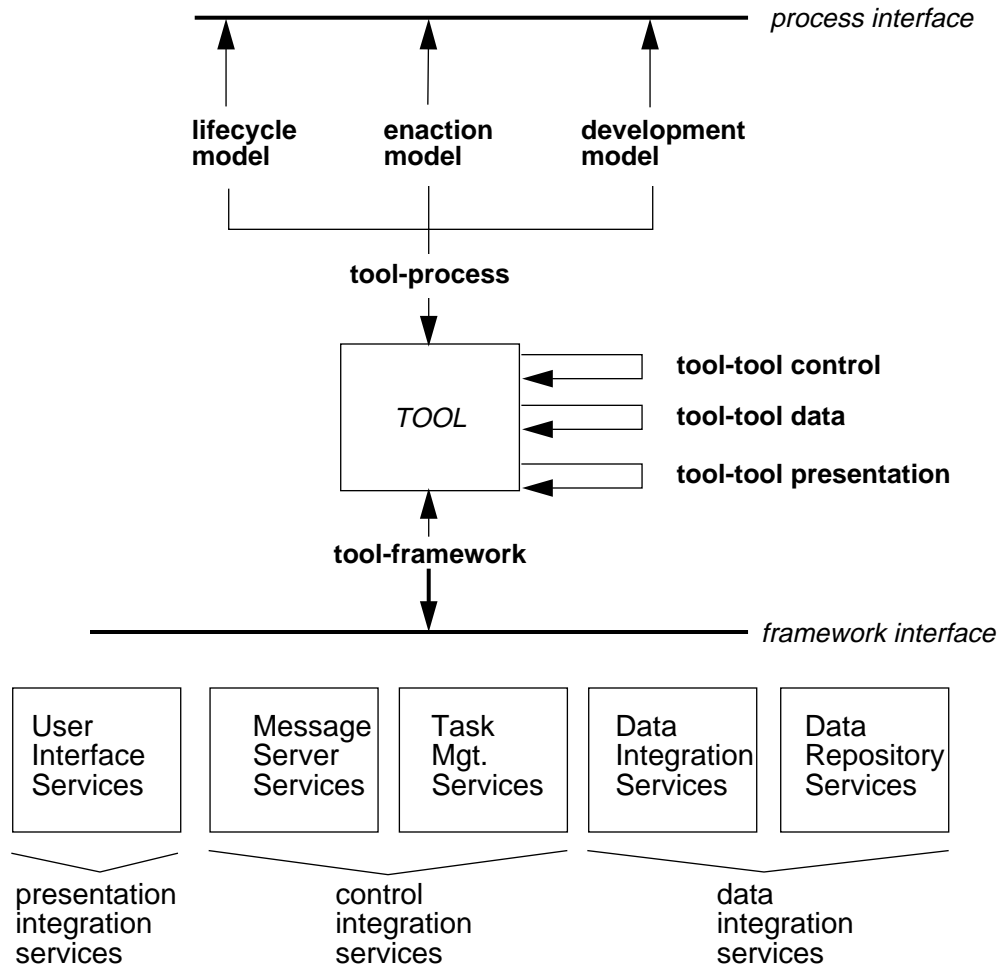 process interface
lifecycle model
enaction model
development model
tool-process
TOOL
tool-tool control
tool-tool data
tool-tool presentation
tool-framework
framework interface
User
Interface
Services
Message
Server
Services
Task
Mgt.
Services
Data
Integration
Services
Data
Repository
Services
presentation
integration
services
control
integration
services
data
integration
services